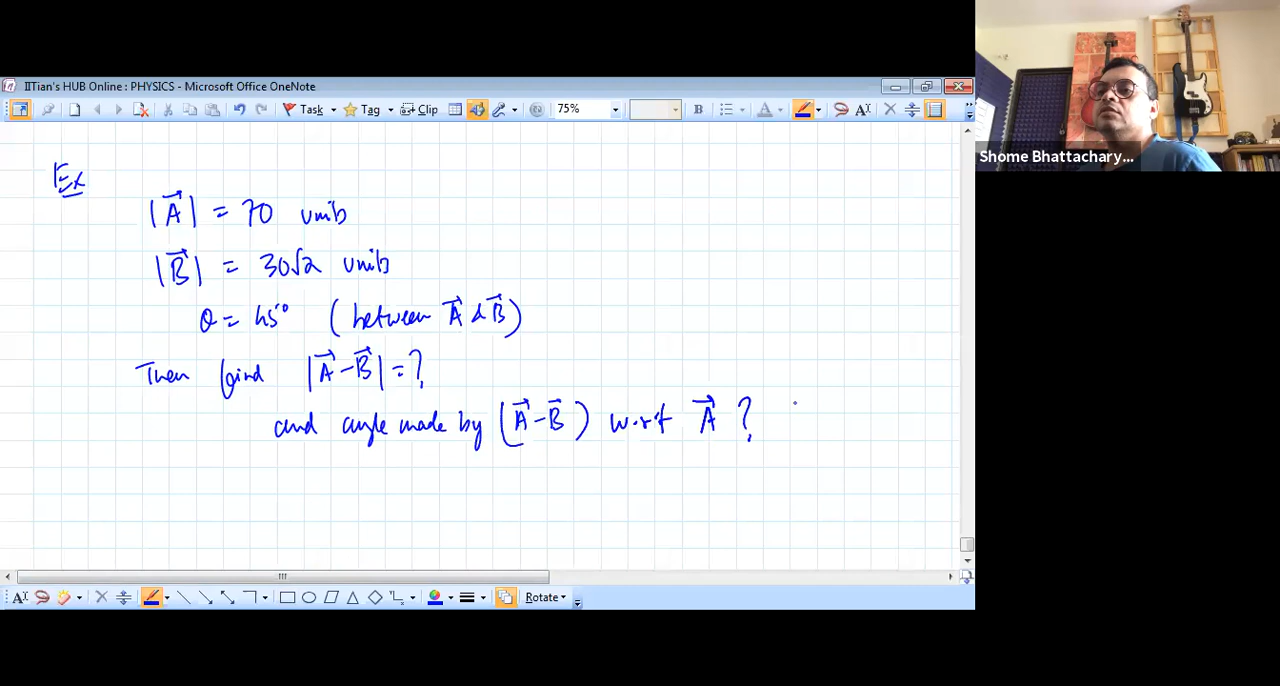 IITian's HUB Online : PHYSICS - Microsoft Office OneNote
Task Tag Clip 75% B A A
Shome Bhattachary...
Ex
|A⃗| = 70 units
|B⃗| = 30√2 units
θ = 45° (between A⃗ & B⃗)
Then find |A⃗ - B⃗| = ?
and angle made by (A⃗ - B⃗) w.r.t A⃗ ?
A Rotate